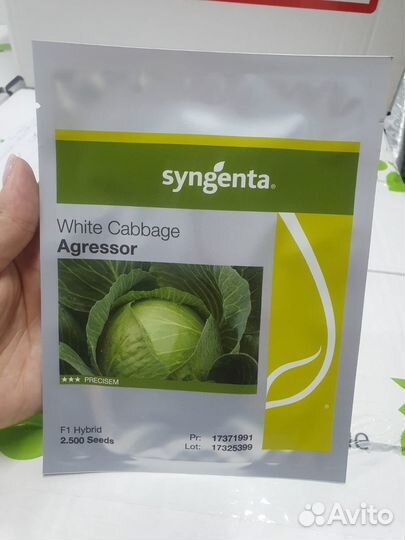 syngenta®
White Cabbage
Agressor
★★★ PRECISEM
F1 Hybrid
2.500 Seeds
Pr: 17371991
Lot: 17325399
®
Avito